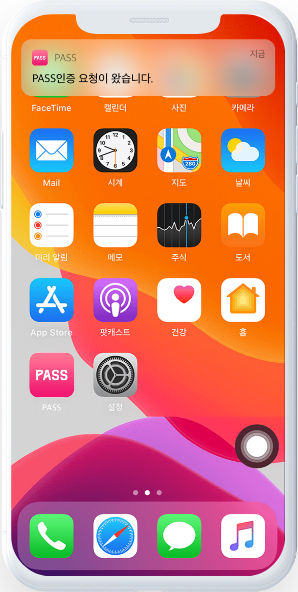 PASS PASS 지금
PASS인증 요청이 왔습니다.
FaceTime 캘린더 사진 카메라
280
Mail 시계 지도 날씨
미리 알림 메모 주식 도서
App Store 팟캐스트 건강 홈
PASS
PASS 설정